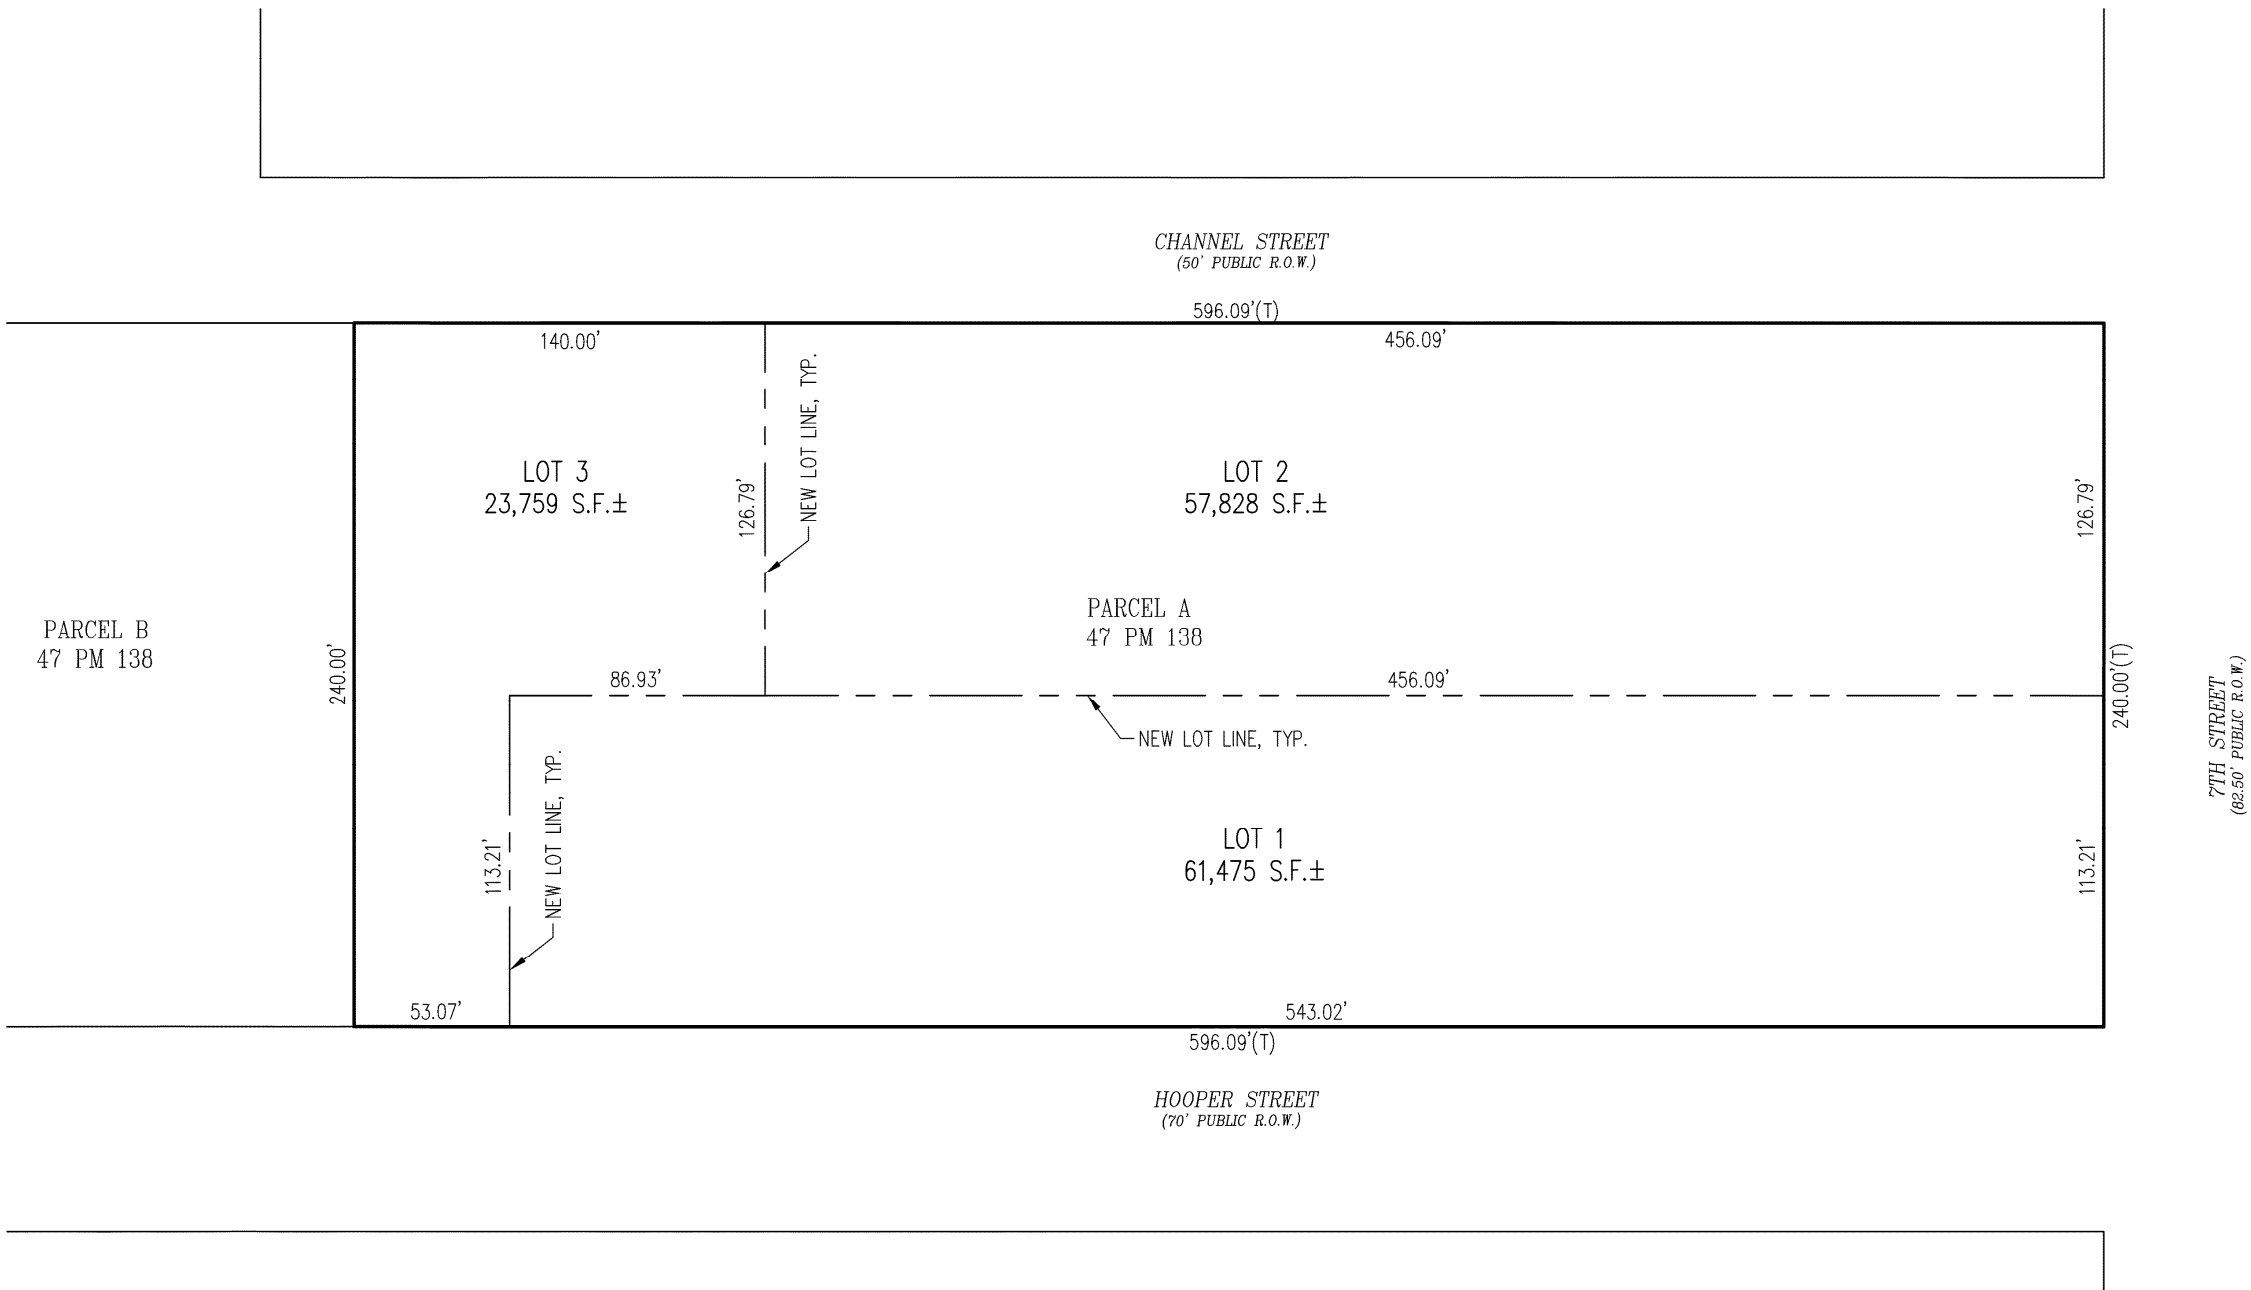 CHANNEL STREET
(50' PUBLIC R.O.W.)
596.09'(T)
140.00'
456.09'
NEW LOT LINE, TYP.
LOT 3
23,759 S.F.±
126.79'
LOT 2
57,828 S.F.±
126.79'
PARCEL A
47 PM 138
PARCEL B
47 PM 138
240.00'
86.93'
456.09'
240.00'(T)
7TH STREET
(82.50' PUBLIC R.O.W.)
NEW LOT LINE, TYP.
NEW LOT LINE, TYP.
113.21'
LOT 1
61,475 S.F.±
113.21'
53.07'
543.02'
596.09'(T)
HOOPER STREET
(70' PUBLIC R.O.W.)